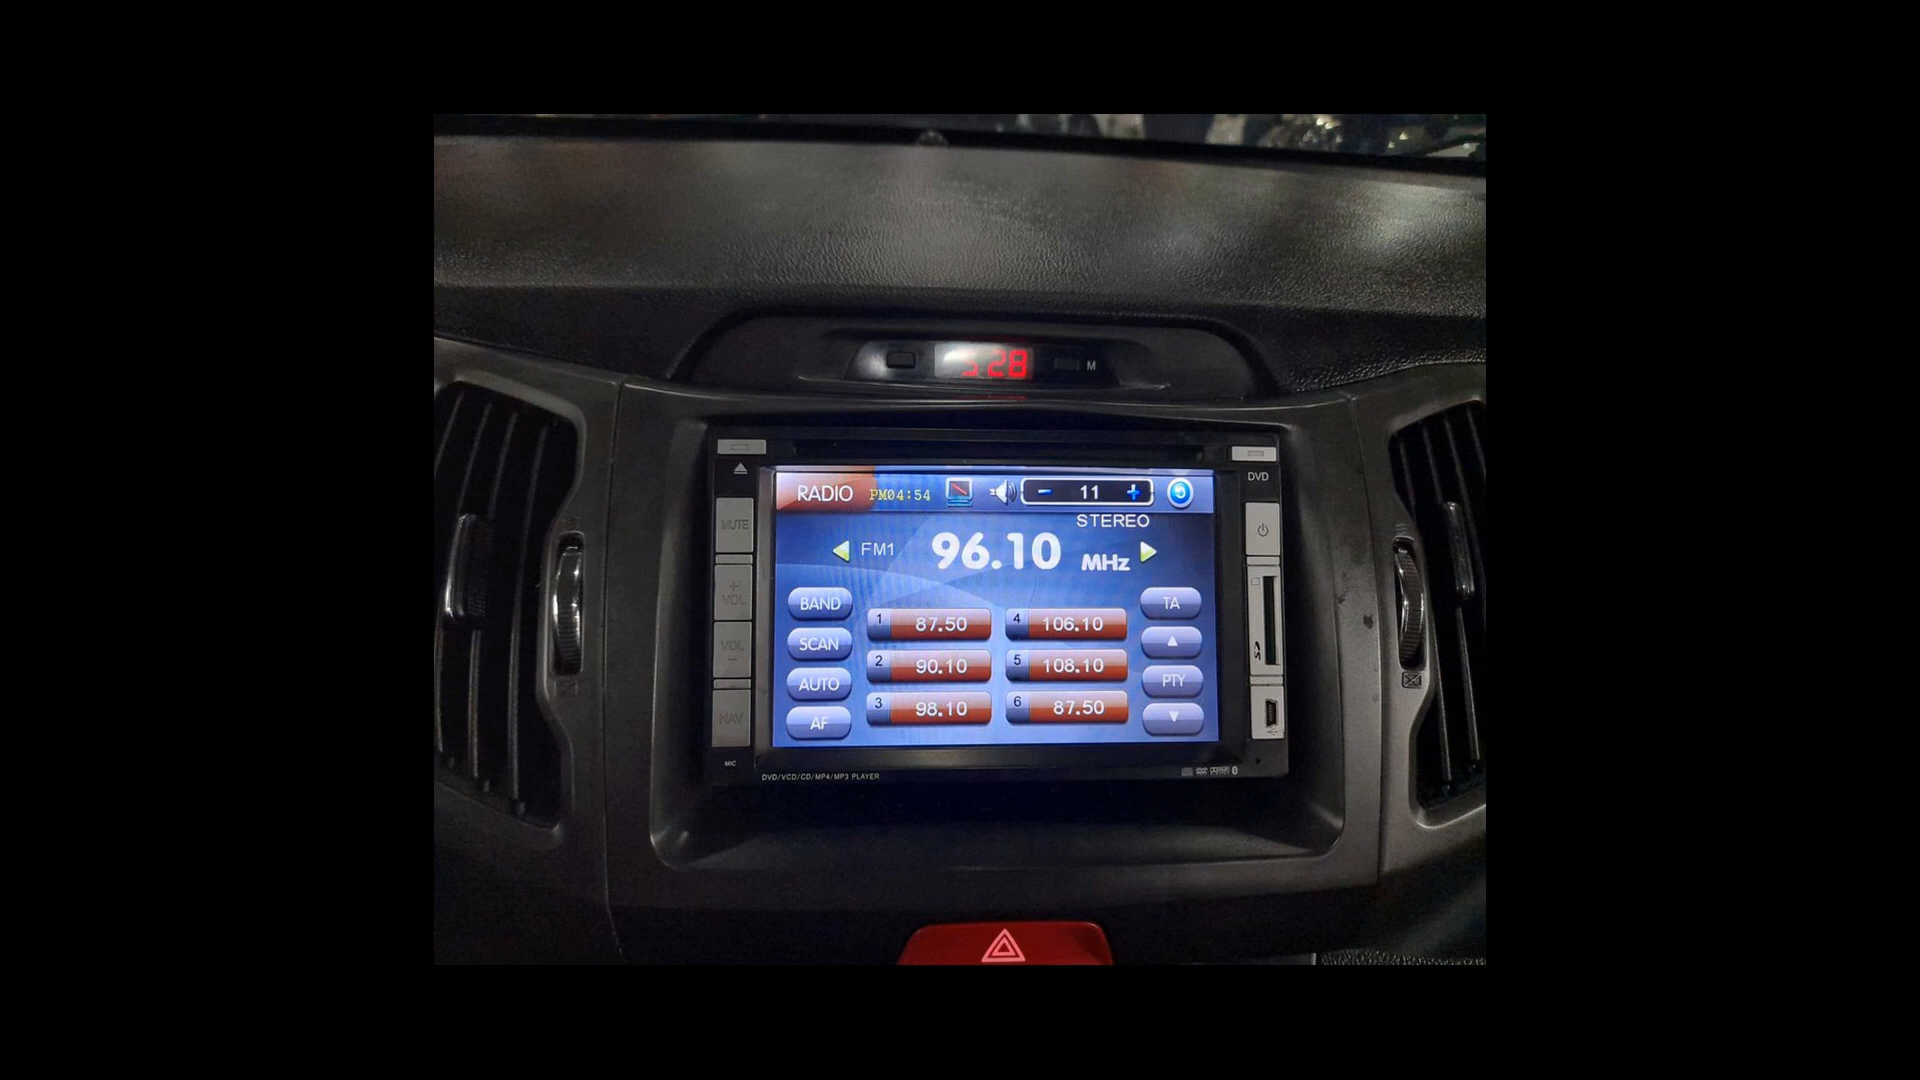 28
M
DVD
RADIO PM04:54 - 11 +
STEREO
FM1 96.10 MHz
MUTE
+
VOL
VOL
-
NAV
BAND
SCAN
AUTO
AF
1 87.50
2 90.10
3 98.10
4 106.10
5 108.10
6 87.50
TA
PTY
SD
MIC
DVD/VCD/CD/MP4/MP3 PLAYER